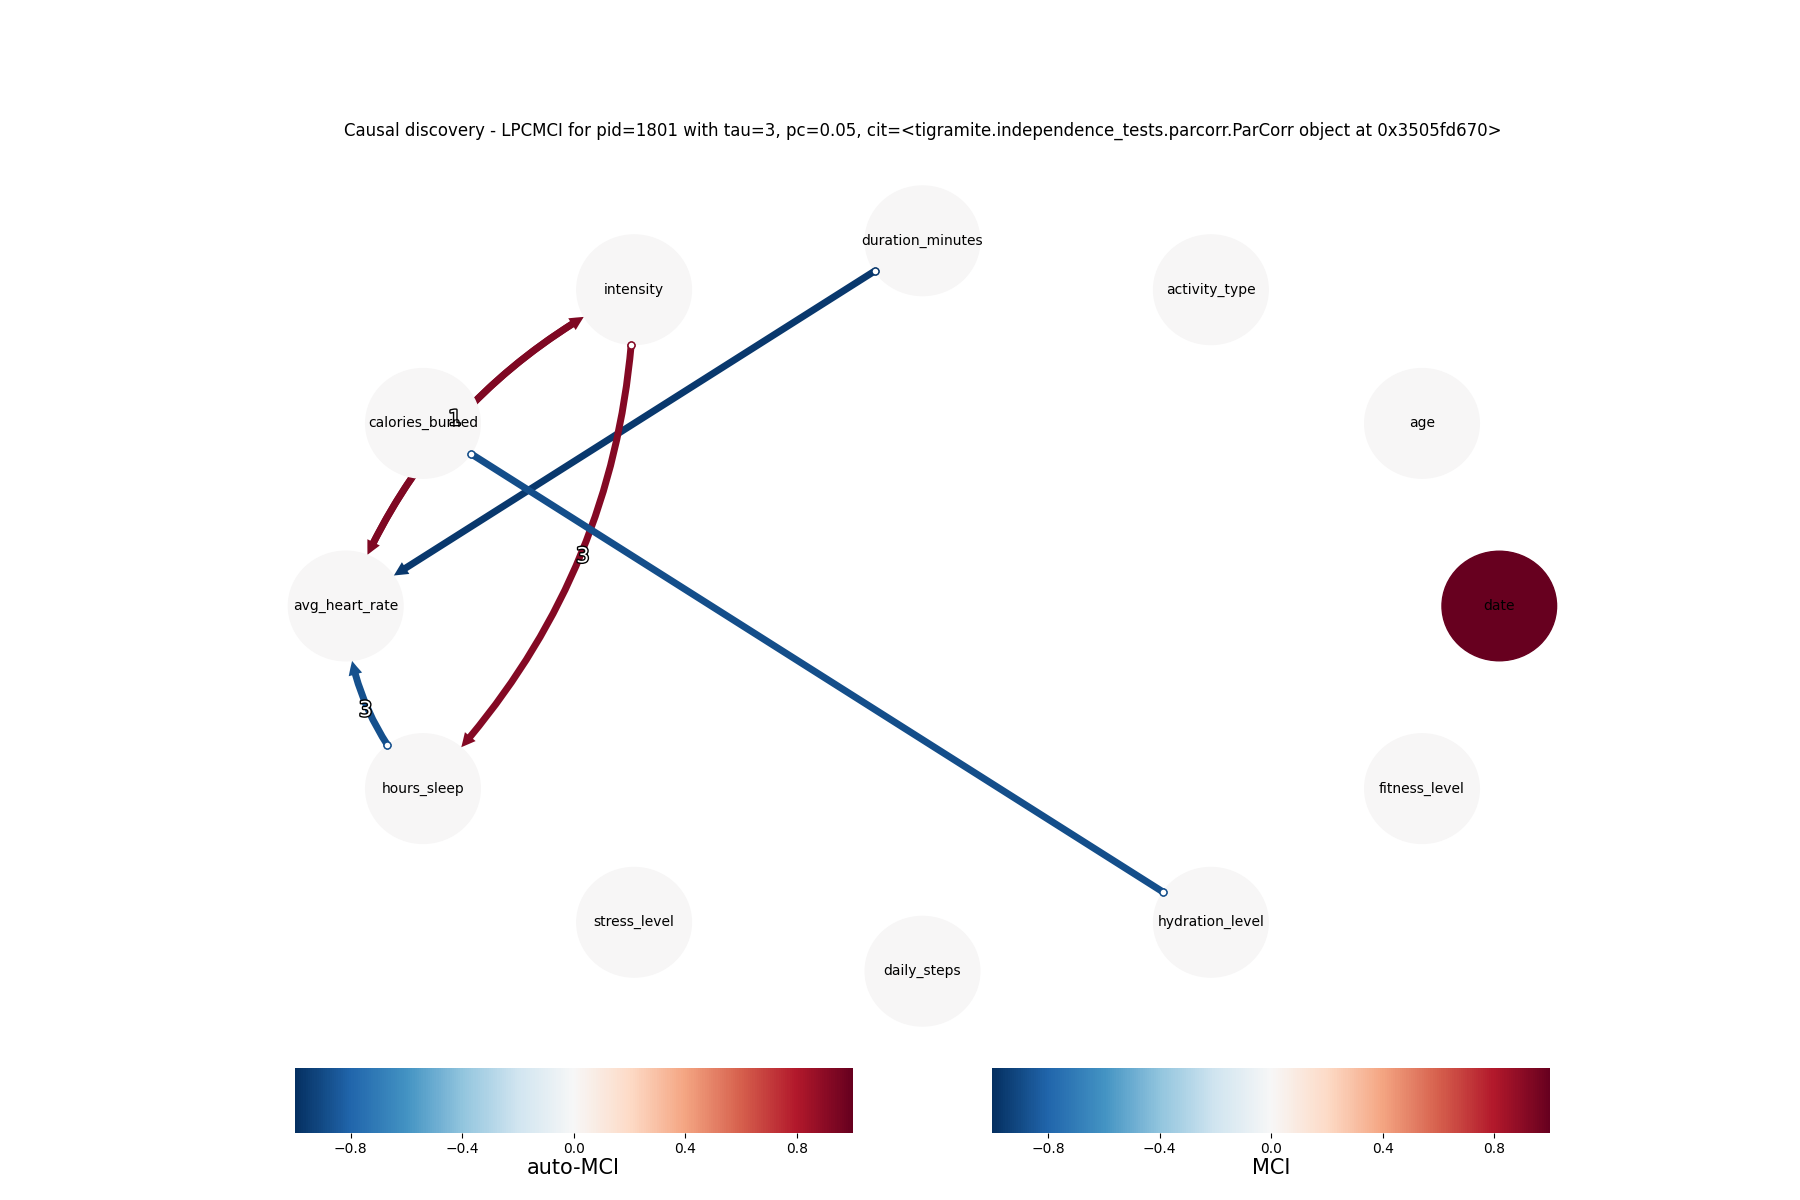 Causal discovery - LPCMCI for pid=1801 with tau=3, pc=0.05, cit=<tigramite.independence_tests.parcorr.ParCorr object at 0x3505fd670>
duration_minutes
intensity
activity_type
1
calories_burned
age
3
avg_heart_rate
date
3
hours_sleep
fitness_level
stress_level
hydration_level
daily_steps
−0.8 −0.4 0.0 0.4 0.8
auto-MCI
−0.8 −0.4 0.0 0.4 0.8
MCI